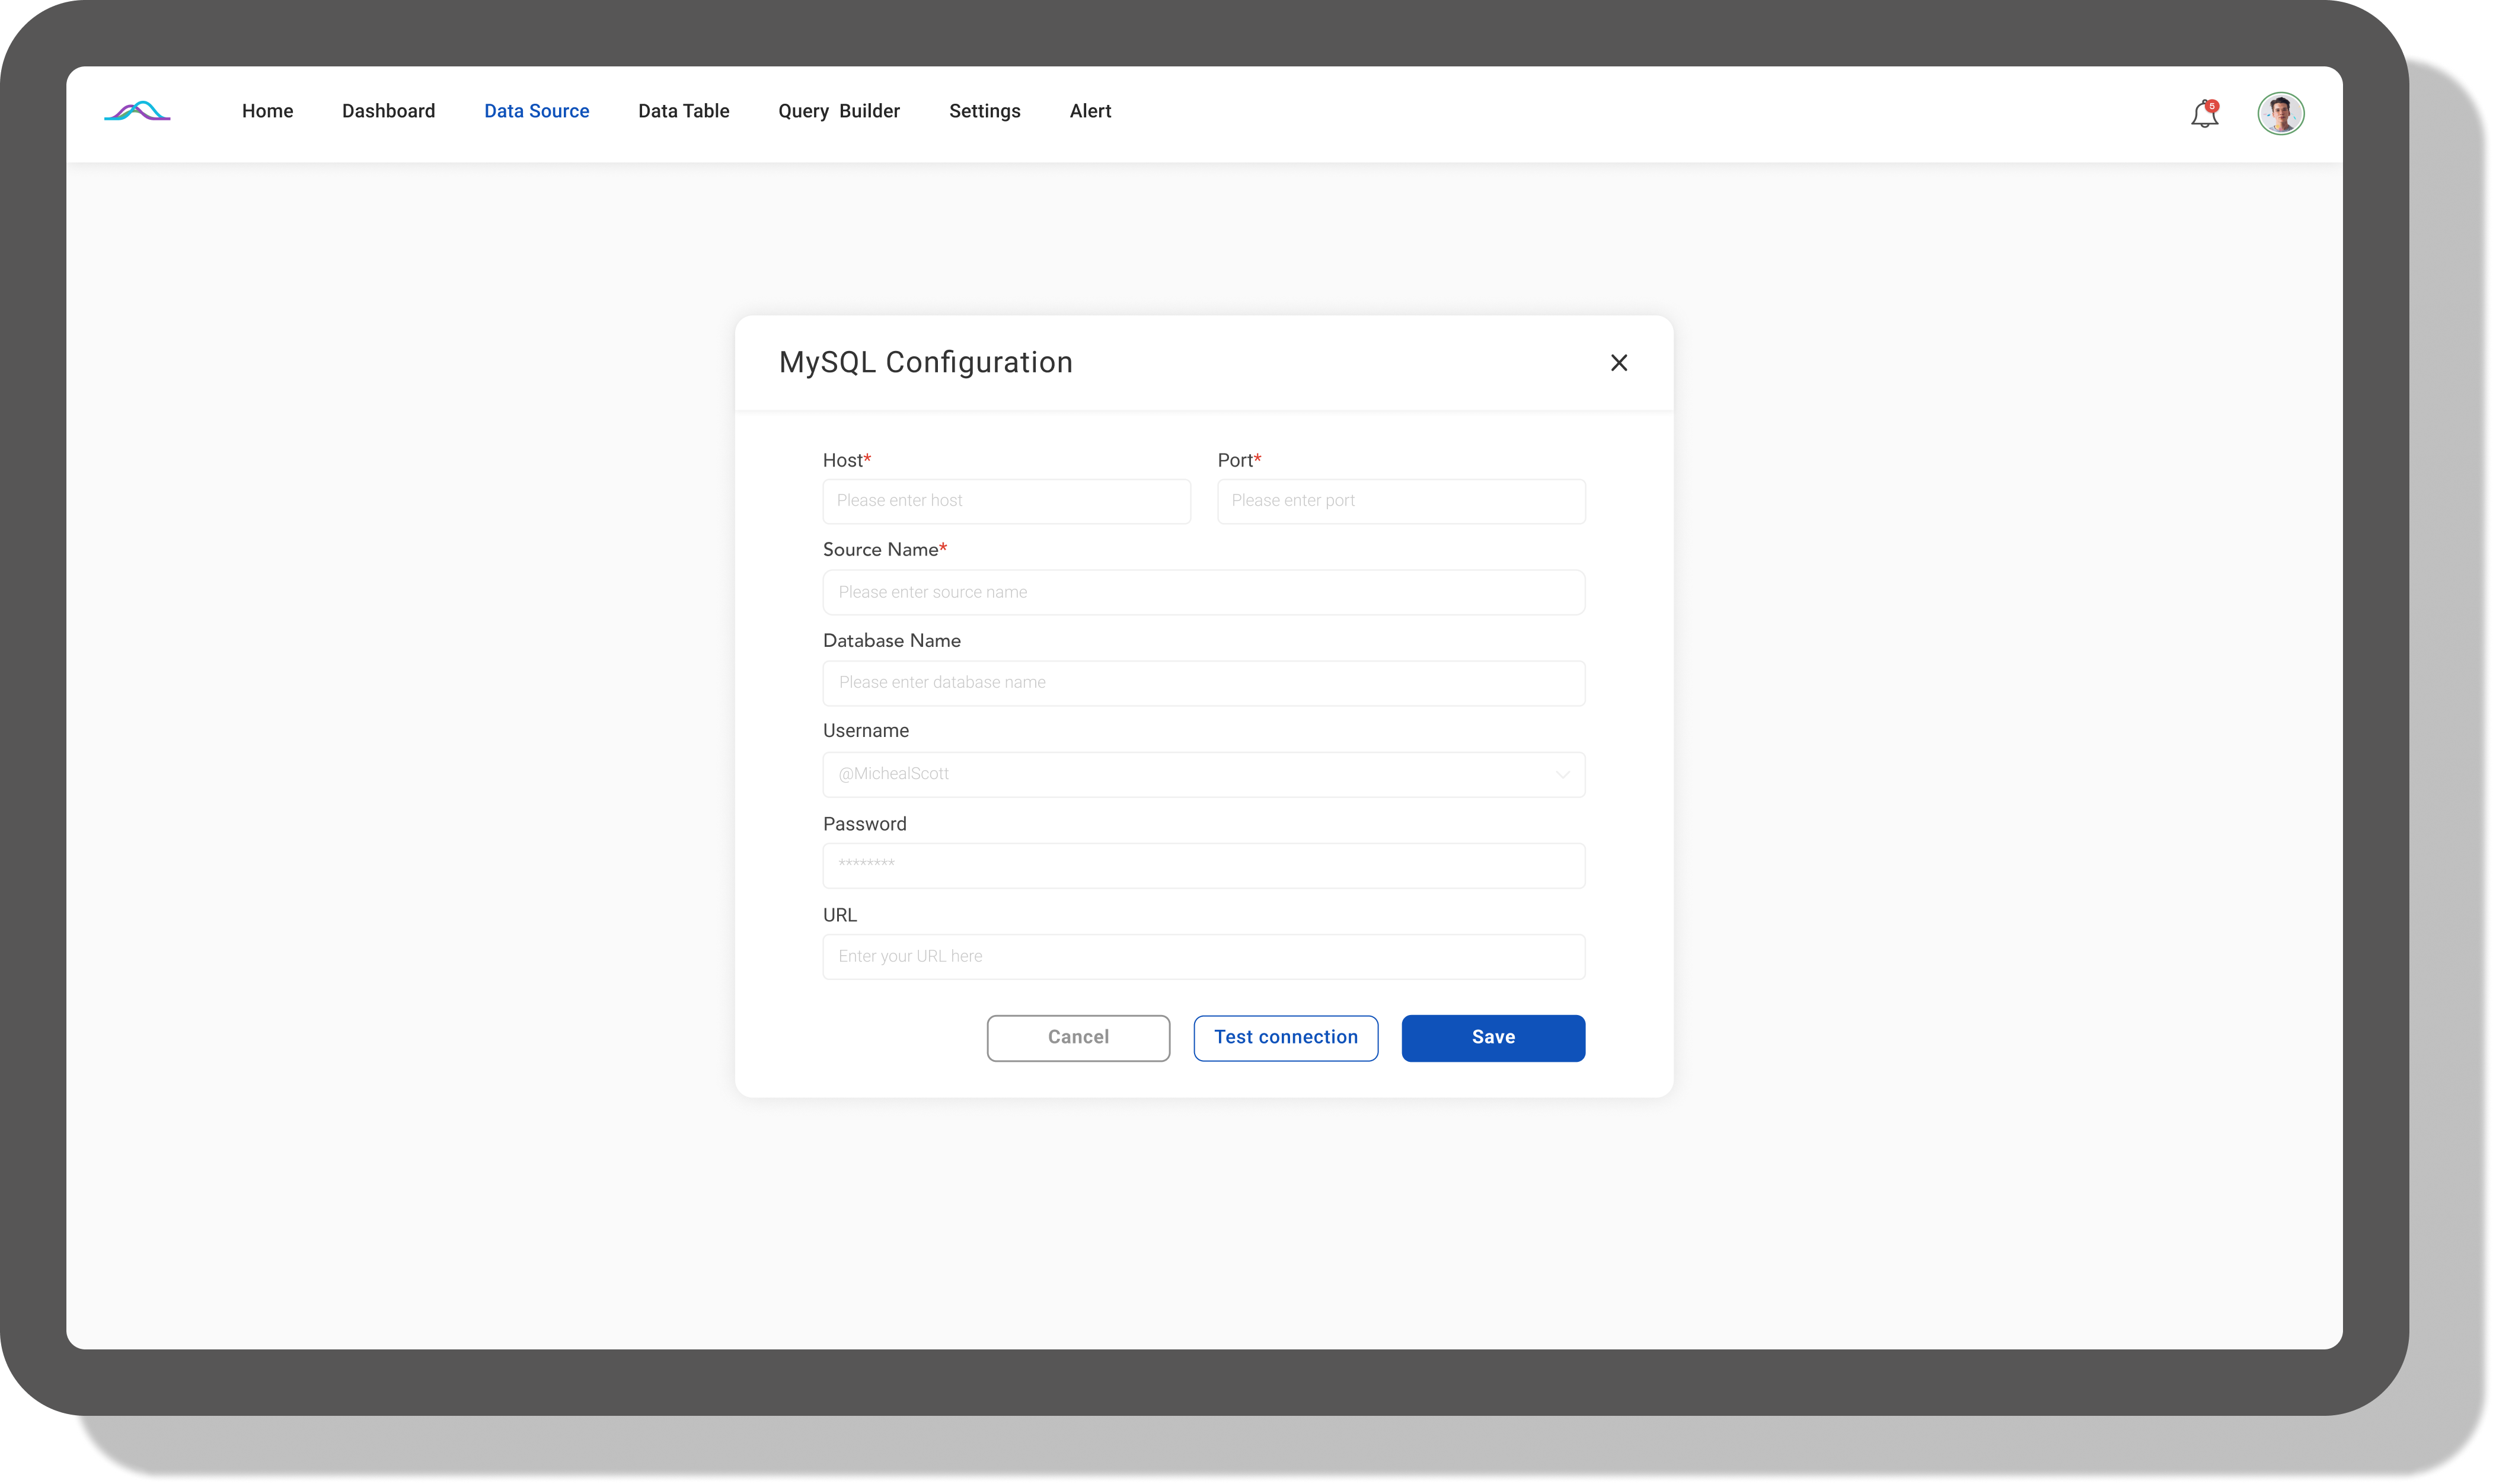 Home Dashboard Data Source Data Table Query Builder Settings Alert 5
MySQL Configuration
Host* Port*
Please enter host Please enter port
Source Name*
Please enter source name
Database Name
Please enter database name
Username
@MichealScott
Password
********
URL
Enter your URL here
Cancel Test connection Save